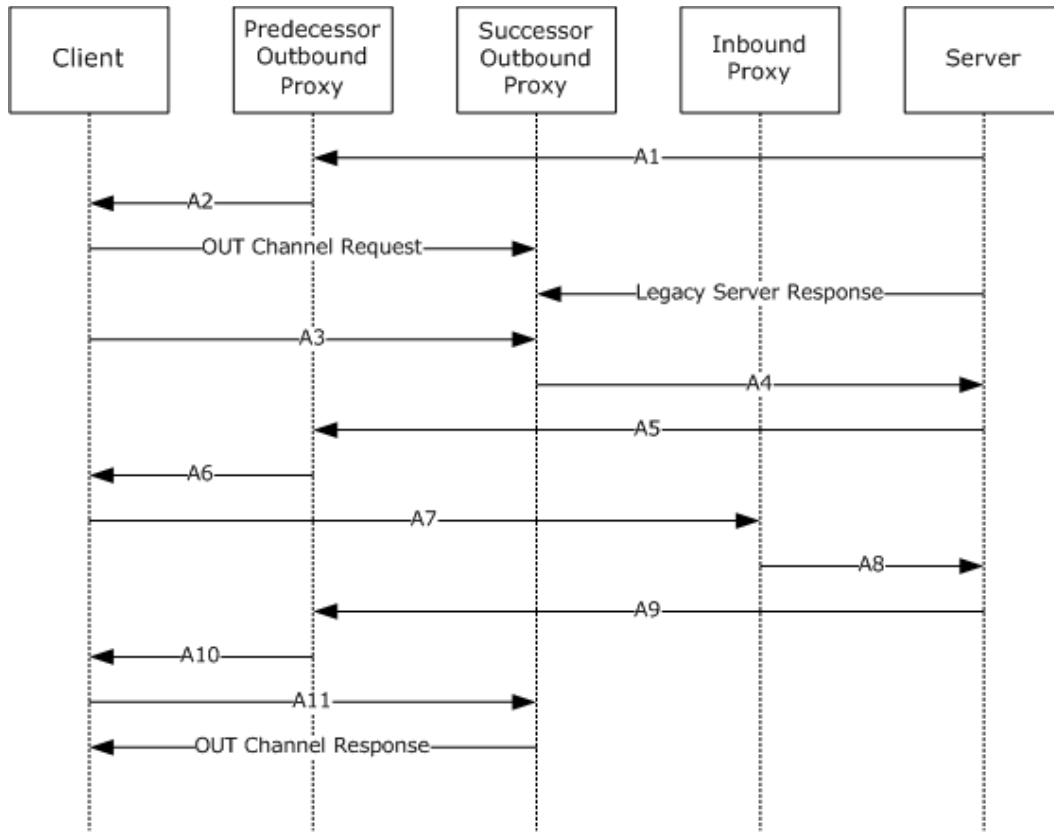 Client
Predecessor
Outbound
Proxy
Successor
Outbound
Proxy
Inbound
Proxy
Server
A1
A2
OUT Channel Request
Legacy Server Response
A3
A4
A5
A6
A7
A8
A9
A10
A11
OUT Channel Response